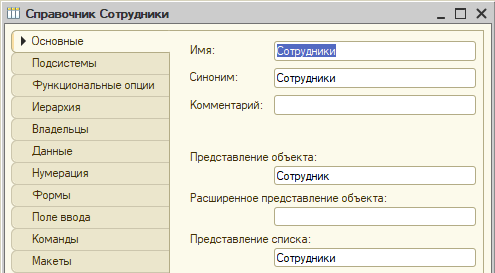 Справочник Сотрудники
Основные
Подсистемы
Функциональные опции
Иерархия
Владельцы
Данные
Нумерация
Формы
Поле ввода
Команды
Макеты
Имя: Сотрудники
Синоним: Сотрудники
Комментарий:
Представление объекта:
Сотрудник
Расширенное представление объекта:
Представление списка:
Сотрудники